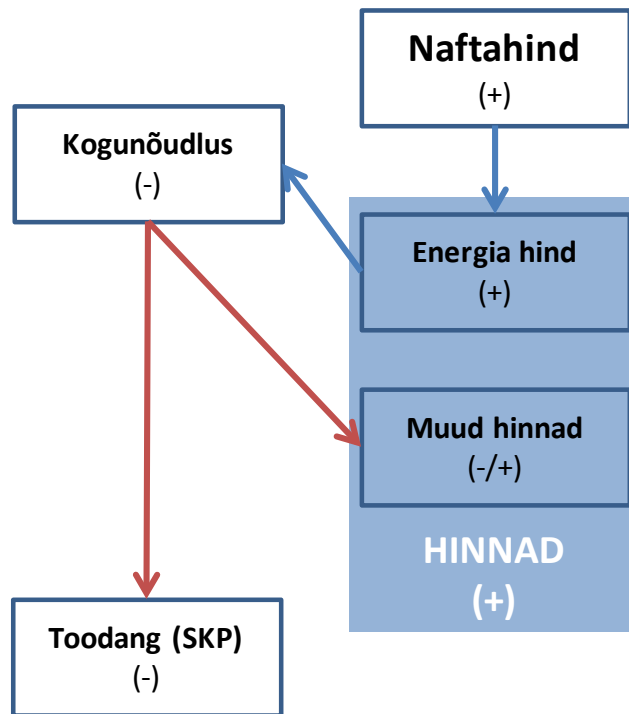 Naftahind
(+)
Kogunõudlus
(-)
Energia hind
(+)
Muud hinnad
(-/+)
HINNAD
(+)
Toodang (SKP)
(-)